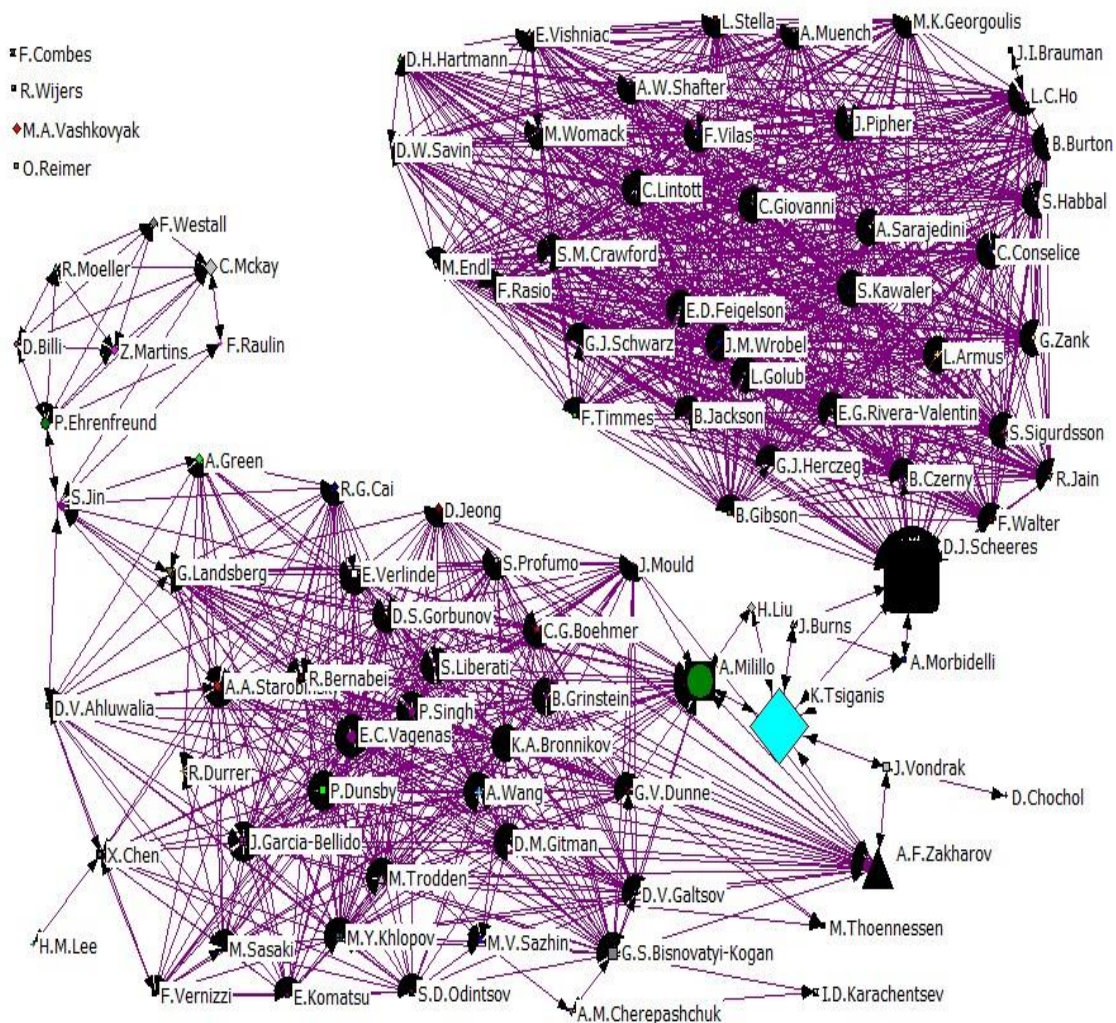 F.Combes
R.Wijers
M.A.Vashkovyak
O.Reimer
L.Stella
M.K.Georgoulis
E.Vishniac
A.Muench
D.H.Hartmann
J.I.Brauman
A.W.Shafter
L.C.Ho
M.Womack
F.Vilas
J.Pipher
B.Burton
D.W.Savin
C.Lintott
C.Giovanni
S.Habbal
A.Sarajedini
F.Westall
S.M.Crawford
C.Conselice
R.Moeller
C.Mckay
M.Endl
F.Rasio
S.Kawaler
E.D.Feigelson
D.Billi
Z.Martins
F.Raulin
G.J.Schwarz
J.M.Wrobel
G.Zank
L.Armus
L.Golub
P.Ehrenfreund
F.Timmes
B.Jackson
E.G.Rivera-Valentin
S.Sigurdsson
A.Green
G.J.Herczeg
B.Czerny
R.Jain
S.Jin
R.G.Cai
D.Jeong
B.Gibson
F.Walter
D.J.Scheeres
G.Landsberg
E.Verlinde
S.Profumo
J.Mould
D.S.Gorbunov
C.G.Boehmer
H.Liu
J.Burns
A.Morbidelli
S.Liberati
A.Milillo
R.Bernabei
A.A.Starobinsky
K.Tsiganis
B.Grinstein
D.V.Ahluwalia
P.Singh
E.C.Vagenas
K.A.Bronnikov
R.Durrer
J.Vondrak
P.Dunsby
A.Wang
G.V.Dunne
D.Chochol
J.Garcia-Bellido
D.M.Gitman
X.Chen
A.F.Zakharov
M.Trodden
D.V.Galtsov
M.Thoennessen
H.M.Lee
M.Sasaki
M.Y.Khlopov
M.V.Sazhin
G.S.Bisnovatyi-Kogan
F.Vernizzi
E.Komatsu
S.D.Odintsov
I.D.Karachentsev
A.M.Cherepashchuk